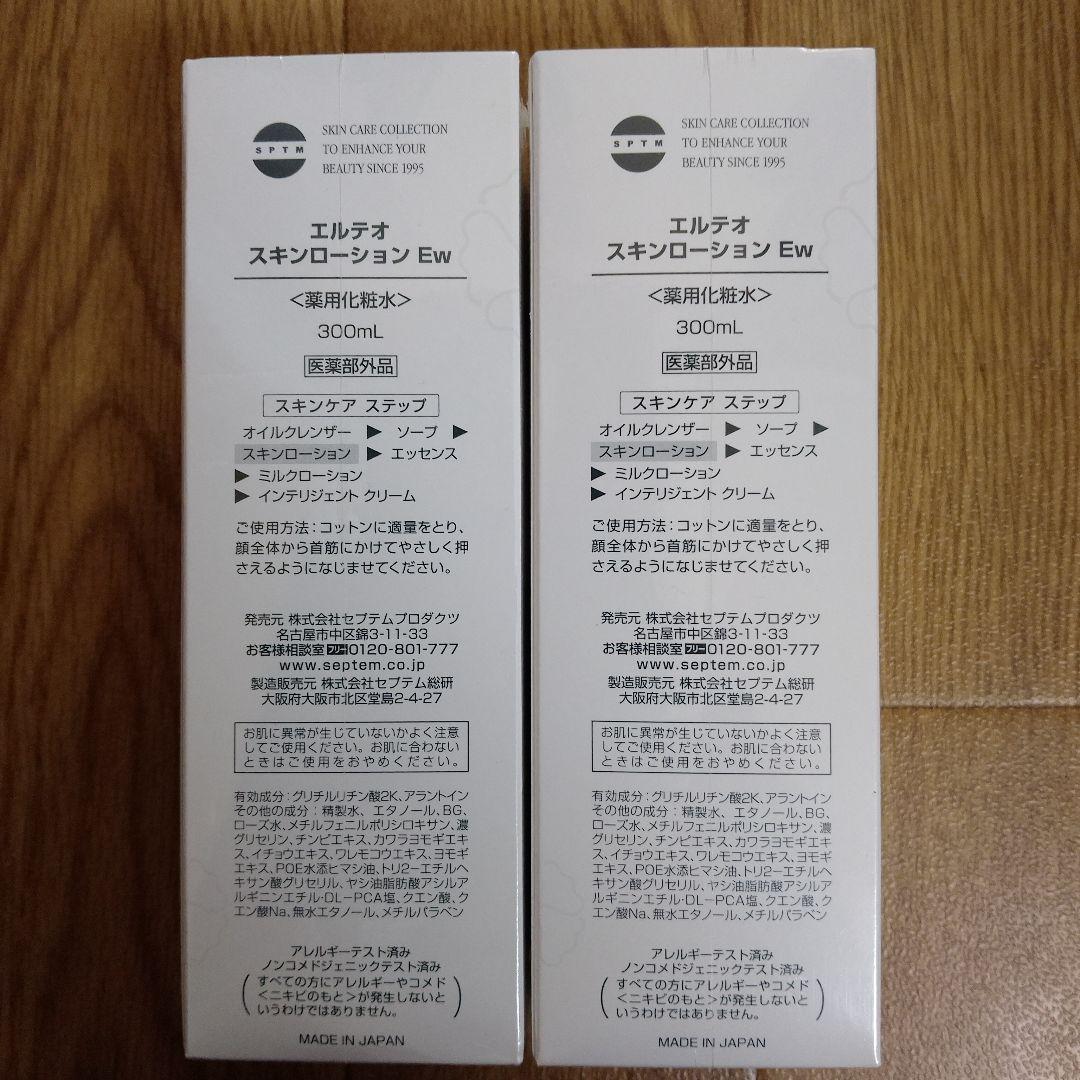 SPTM
SKIN CARE COLLECTION
TO ENHANCE YOUR
BEAUTY SINCE 1995
エルテオ
スキンローション Ew
＜薬用化粧水＞
300mL
医薬部外品
スキンケア ステップ
オイルクレンザー ▶ ソープ ▶
スキンローション ▶ エッセンス
▶ ミルクローション
▶ インテリジェント クリーム
ご使用方法：コットンに適量をとり、
顔全体から首筋にかけてやさしく押
さえるようになじませてください。
発売元 株式会社セプテムプロダクツ
名古屋市中区錦3-11-33
お客様相談室 フリー 0120-801-777
www.septem.co.jp
製造販売元 株式会社セプテム総研
大阪府大阪市北区堂島2-4-27
お肌に異常が生じていないかよく注意
してご使用ください。お肌に合わない
ときはご使用をおやめください。
有効成分：グリチルリチン酸2K、アラントイン
その他の成分：精製水、エタノール、BG、
ローズ水、メチルフェニルポリシロキサン、濃
グリセリン、チンピエキス、カワラヨモギエキ
ス、イチョウエキス、ワレモコウエキス、ヨモギ
エキス、POE水添ヒマシ油、トリ2ーエチルヘ
キサン酸グリセリル、ヤシ油脂肪酸アシルア
ルギニンエチル・DL－PCA塩、クエン酸、ク
エン酸Na、無水エタノール、メチルパラベン
アレルギーテスト済み
ノンコメドジェニックテスト済み
（すべての方にアレルギーやコメド
＜ニキビのもと＞が発生しないと
いうわけではありません。）
MADE IN JAPAN
SPTM
SKIN CARE COLLECTION
TO ENHANCE YOUR
BEAUTY SINCE 1995
エルテオ
スキンローション Ew
＜薬用化粧水＞
300mL
医薬部外品
スキンケア ステップ
オイルクレンザー ▶ ソープ ▶
スキンローション ▶ エッセンス
▶ ミルクローション
▶ インテリジェント クリーム
ご使用方法：コットンに適量をとり、
顔全体から首筋にかけてやさしく押
さえるようになじませてください。
発売元 株式会社セプテムプロダクツ
名古屋市中区錦3-11-33
お客様相談室 フリー 0120-801-777
www.septem.co.jp
製造販売元 株式会社セプテム総研
大阪府大阪市北区堂島2-4-27
お肌に異常が生じていないかよく注意
してご使用ください。お肌に合わない
ときはご使用をおやめください。
有効成分：グリチルリチン酸2K、アラントイン
その他の成分：精製水、エタノール、BG、
ローズ水、メチルフェニルポリシロキサン、濃
グリセリン、チンピエキス、カワラヨモギエキ
ス、イチョウエキス、ワレモコウエキス、ヨモギ
エキス、POE水添ヒマシ油、トリ2ーエチルヘ
キサン酸グリセリル、ヤシ油脂肪酸アシルア
ルギニンエチル・DL－PCA塩、クエン酸、ク
エン酸Na、無水エタノール、メチルパラベン
アレルギーテスト済み
ノンコメドジェニックテスト済み
（すべての方にアレルギーやコメド
＜ニキビのもと＞が発生しないと
いうわけではありません。）
MADE IN JAPAN